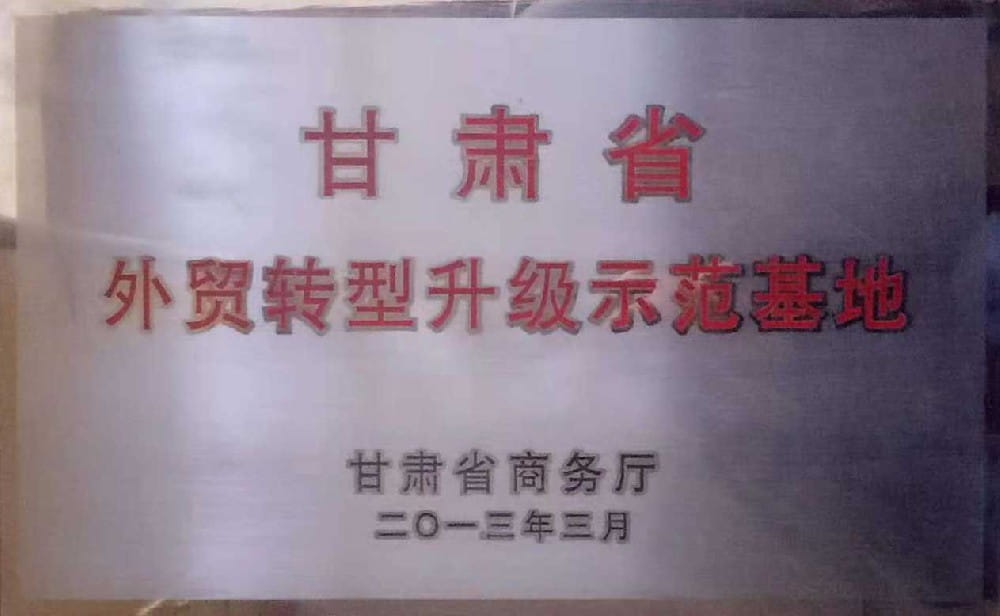 甘肃省
外贸转型升级示范基地
甘肃省商务厅
二〇一三年三月